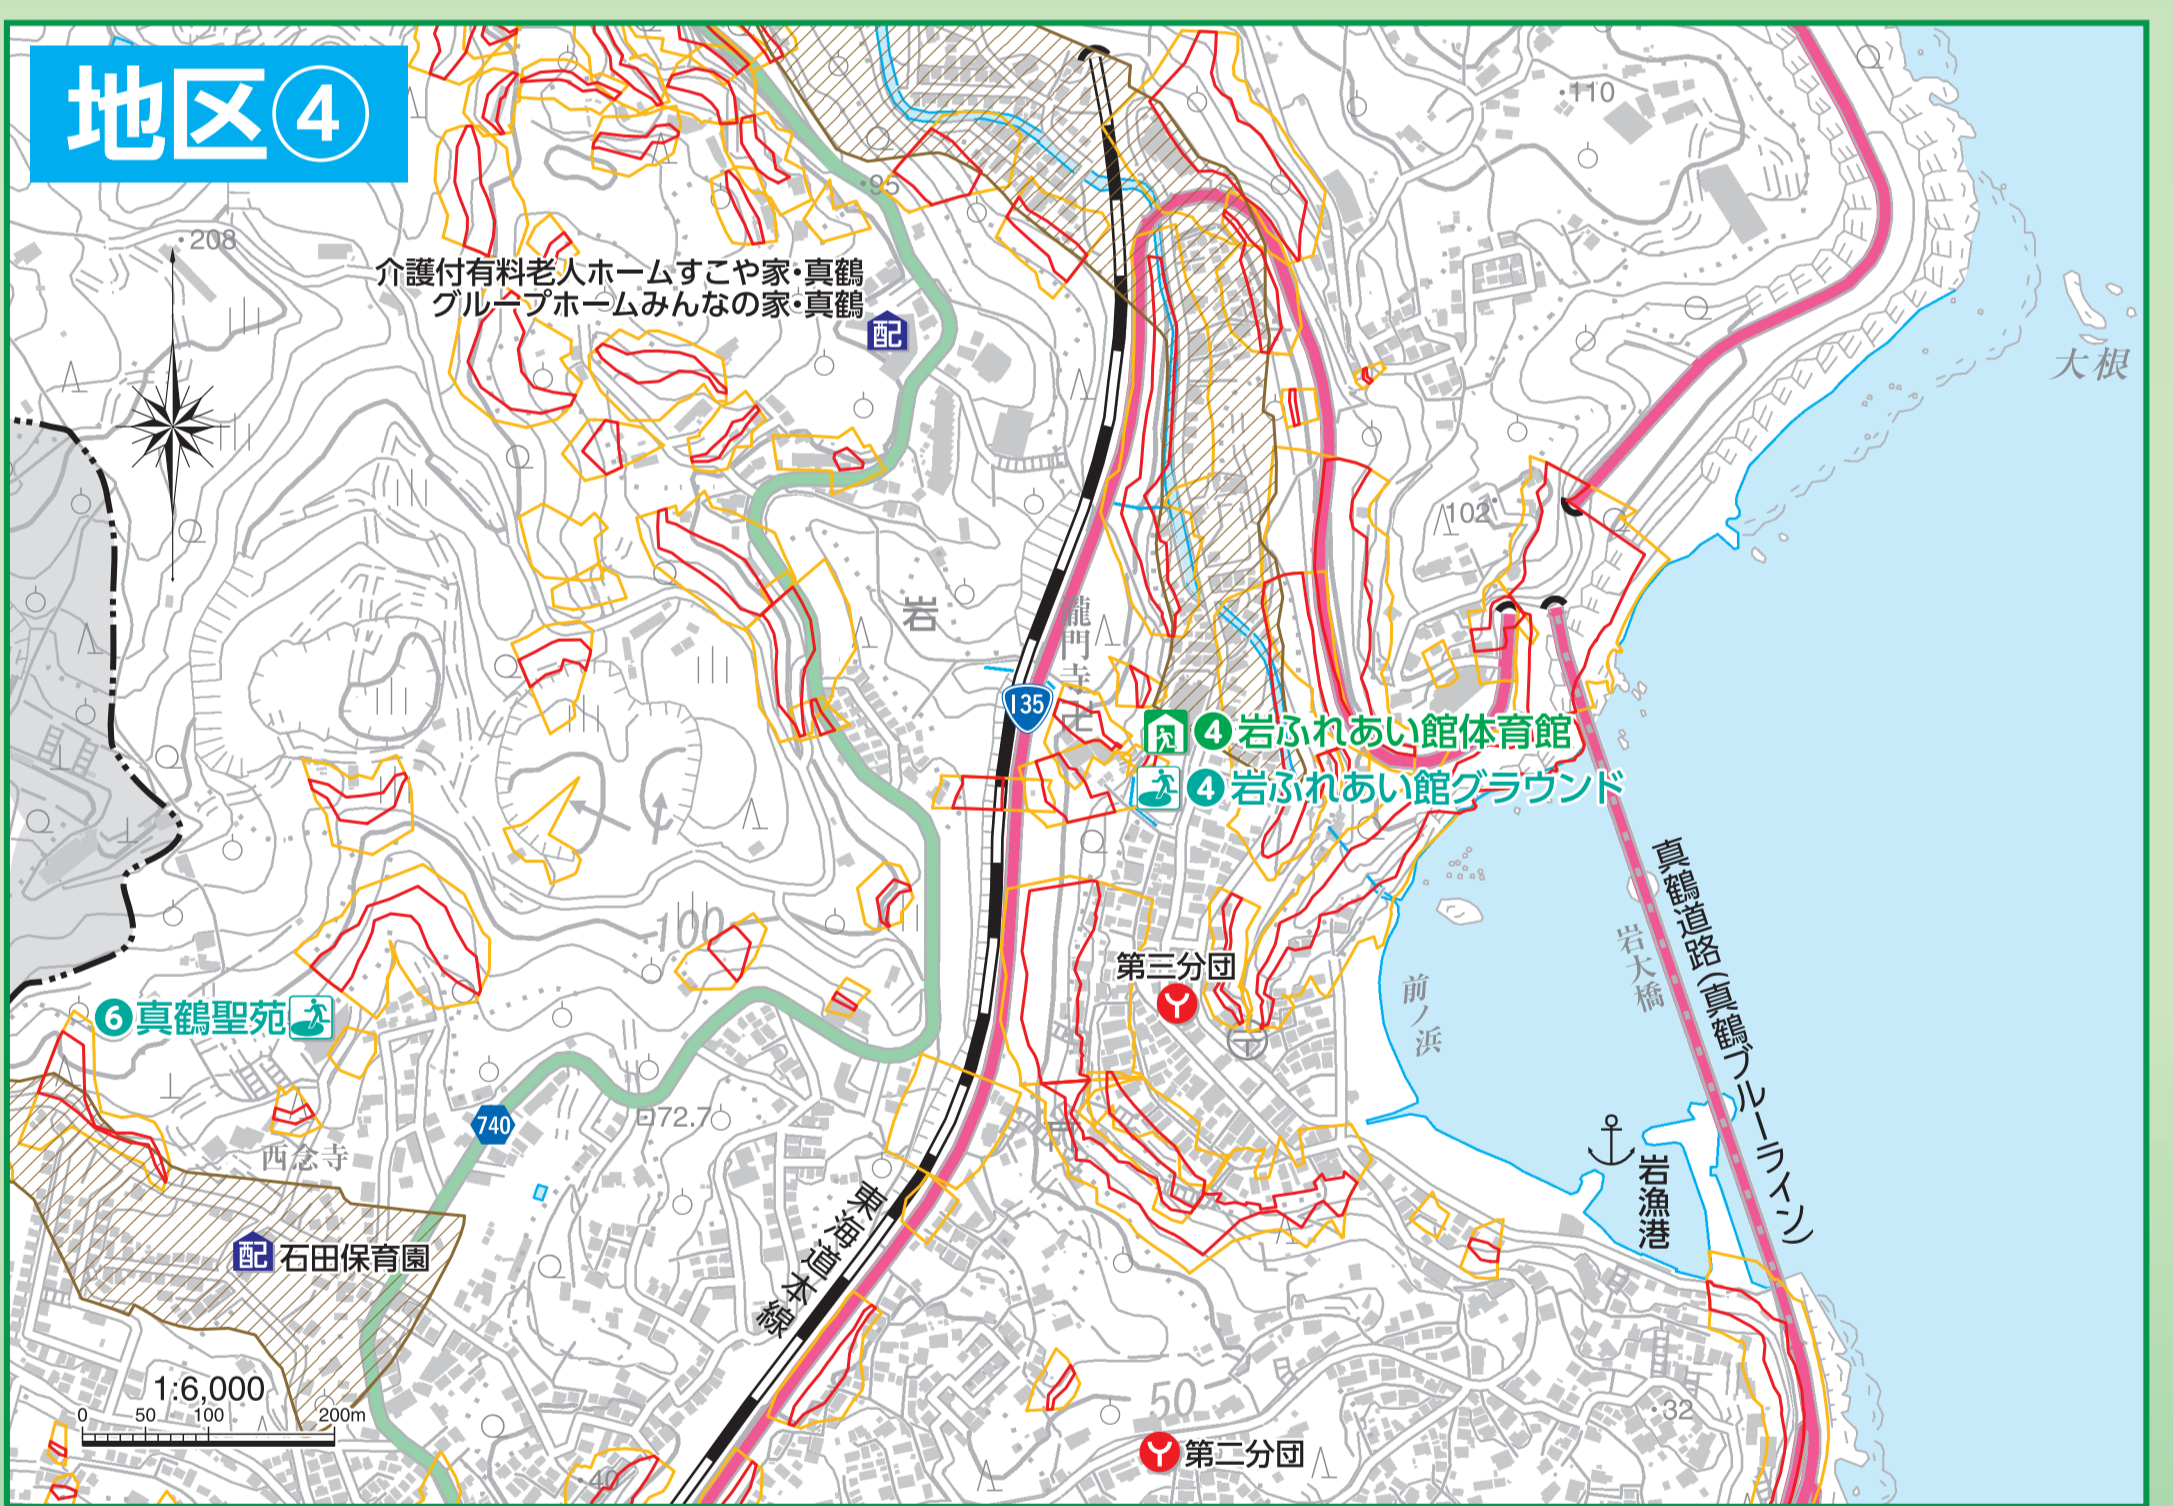 地区④
・110
・95
・208
介護付有料老人ホームすこや家・真鶴
グループホームみんなの家・真鶴
配
大根
102・
岩
瀧門寺
135
④岩ふれあい館体育館
④岩ふれあい館グラウンド
真鶴道路(真鶴ブルーライン)
岩大橋
100
第三分団
前ノ浜
⑥真鶴聖苑
740
72.7
西念寺
岩漁港
東海道本線
配 石田保育園
1:6,000
0 50 100 200m
50
・32
第二分団
・40